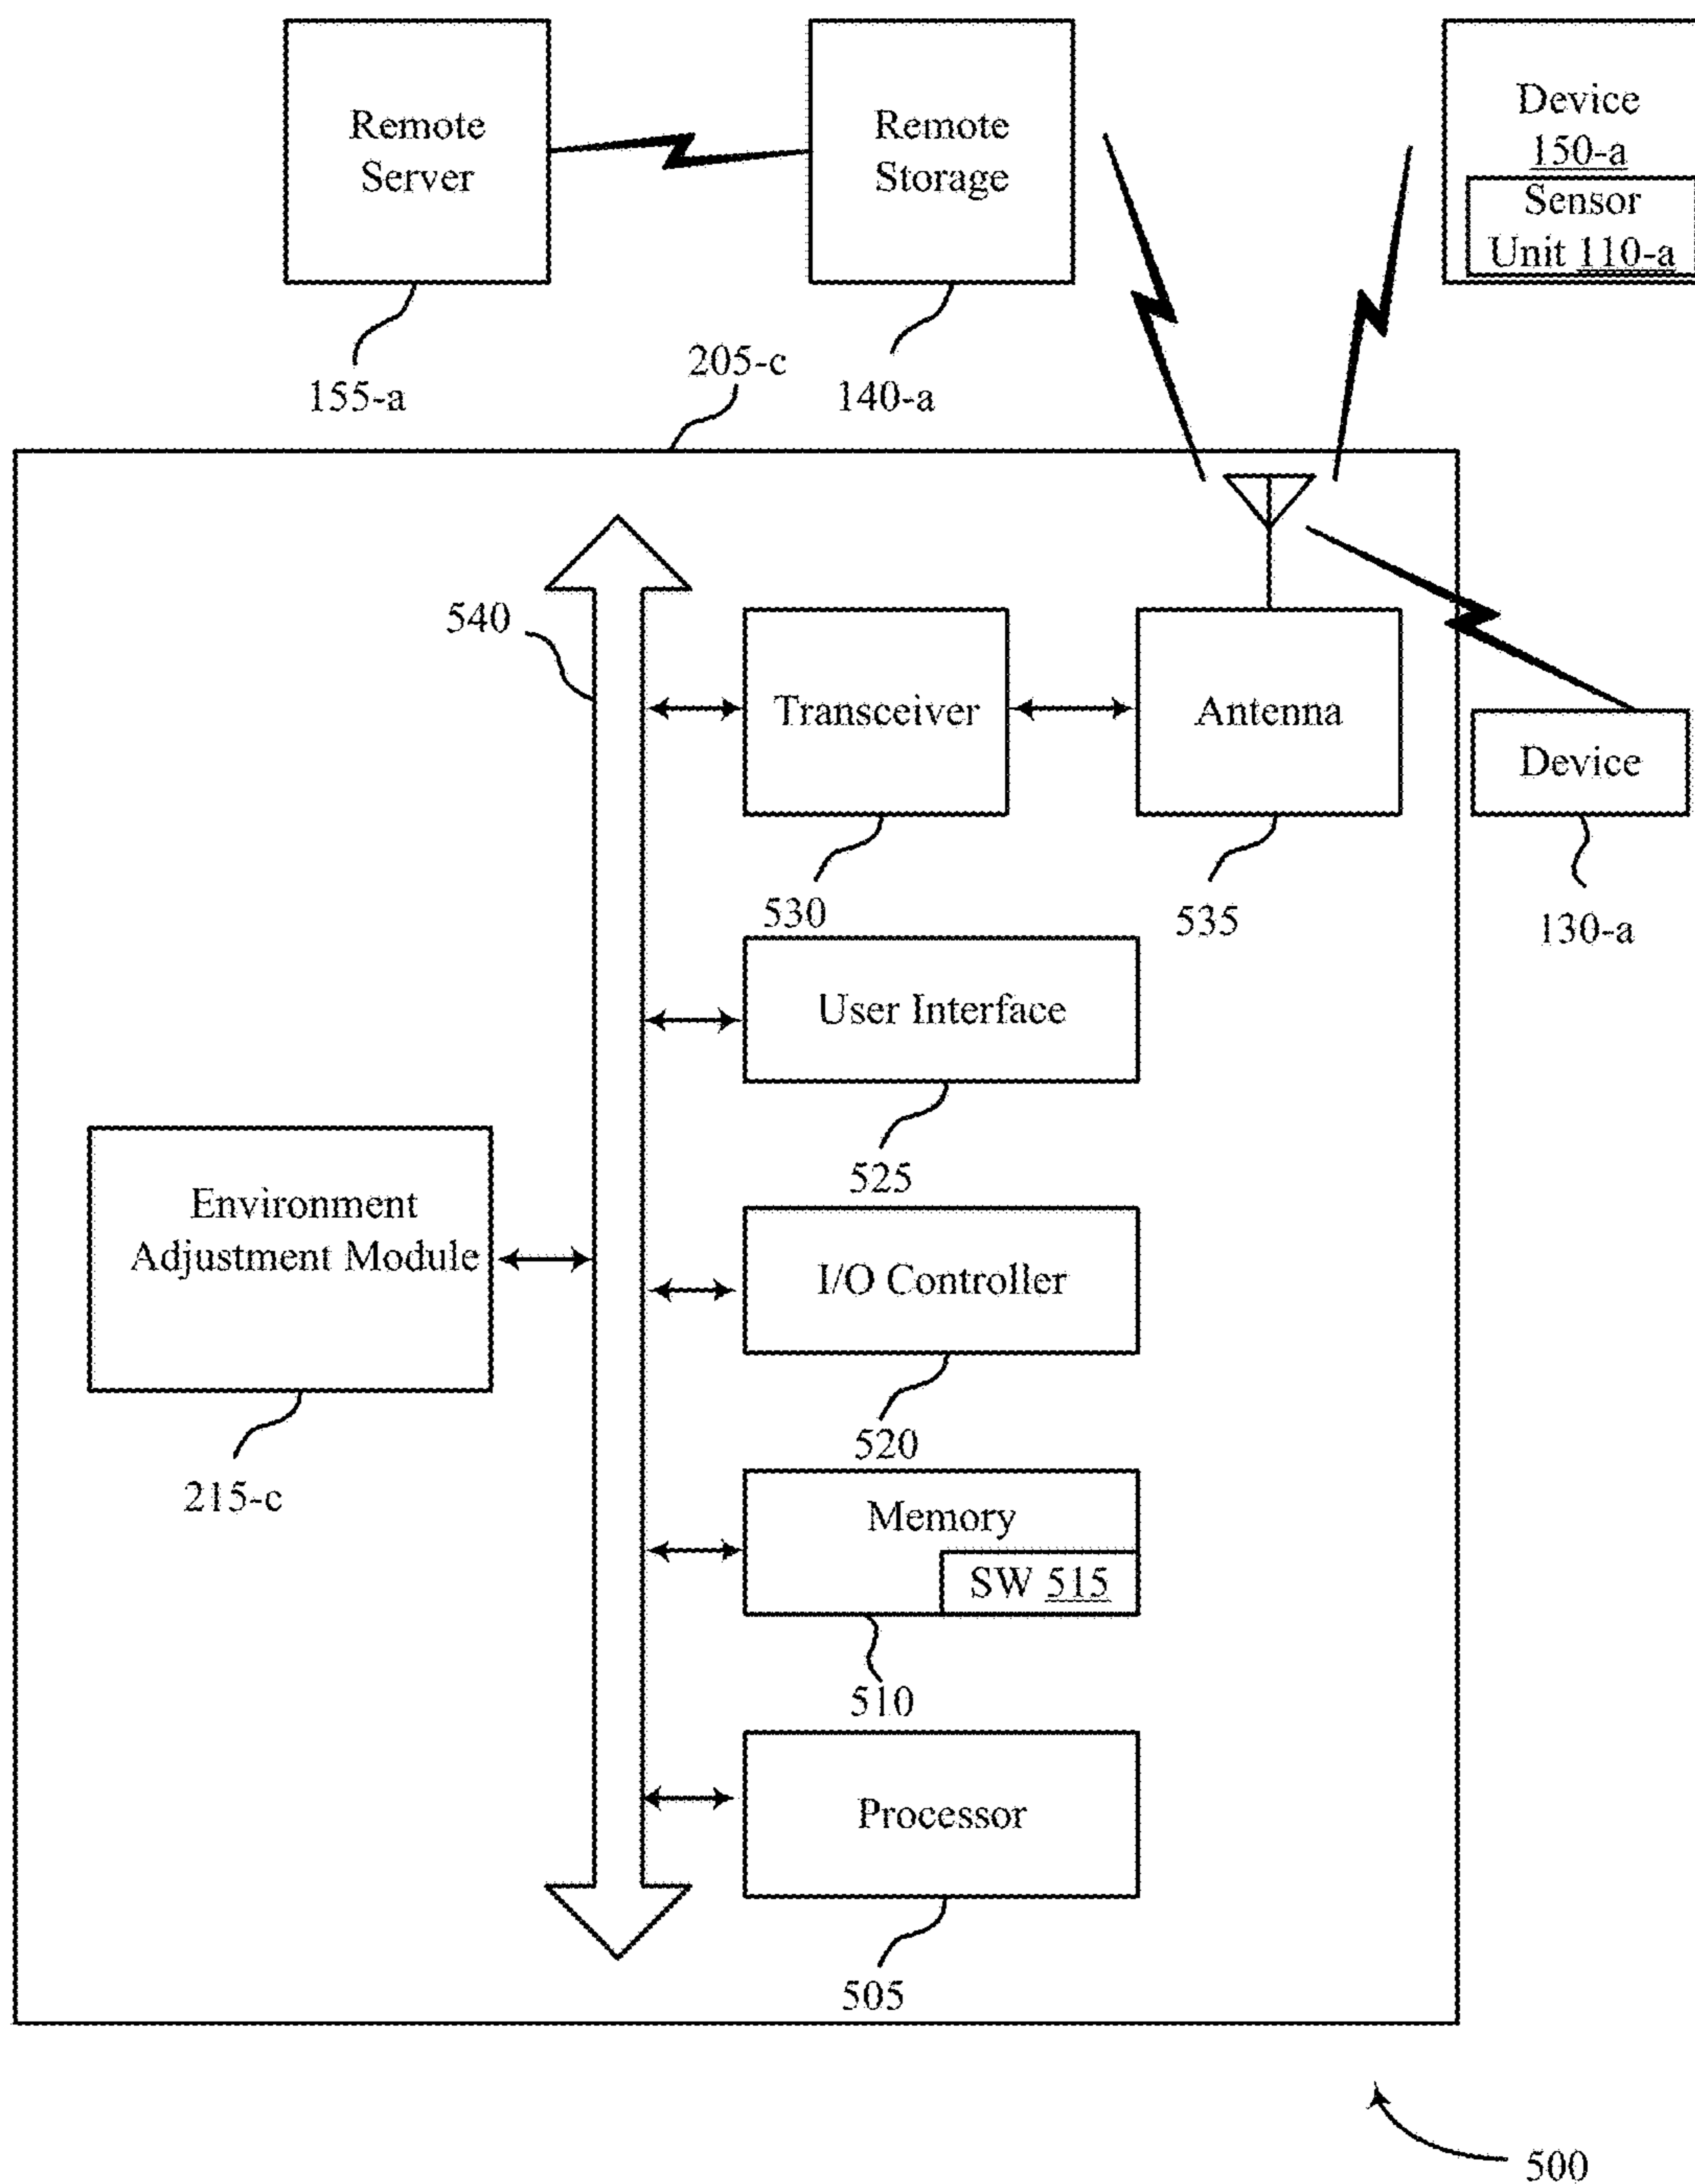 Remote
Server
Remote
Storage
Device
150-a
Sensor
Unit 110-a
155-a
205-c
140-a
540
Transceiver
Antenna
Device
530
535
130-a
User Interface
525
Environment
Adjustment Module
I/O Controller
520
215-c
Memory
SW 515
510
Processor
505
500